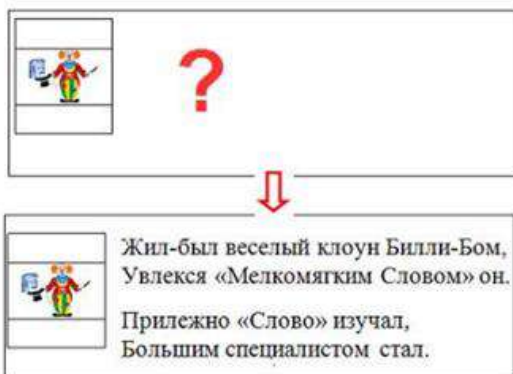 ?
Жил-был веселый клоун Билли-Бом,
Увлекся «Мелкомягким Словом» он.
Прилежно «Слово» изучал,
Большим специалистом стал.